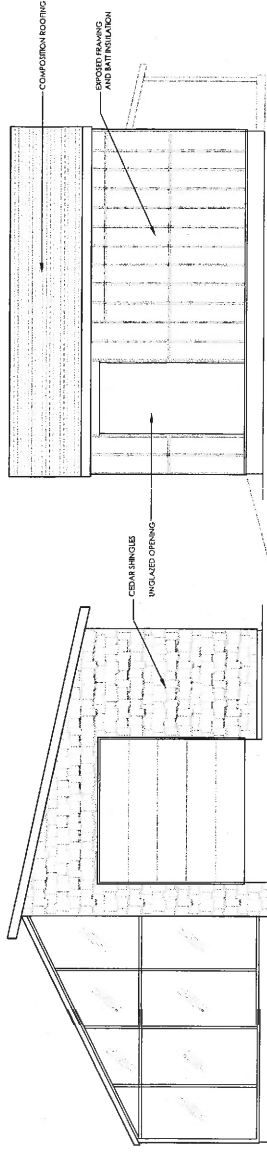 COMPOSITION ROOFING
EXPOSED FRAMING
AND BATT INSULATION
CEDAR SHINGLES
UNGLAZED OPENING